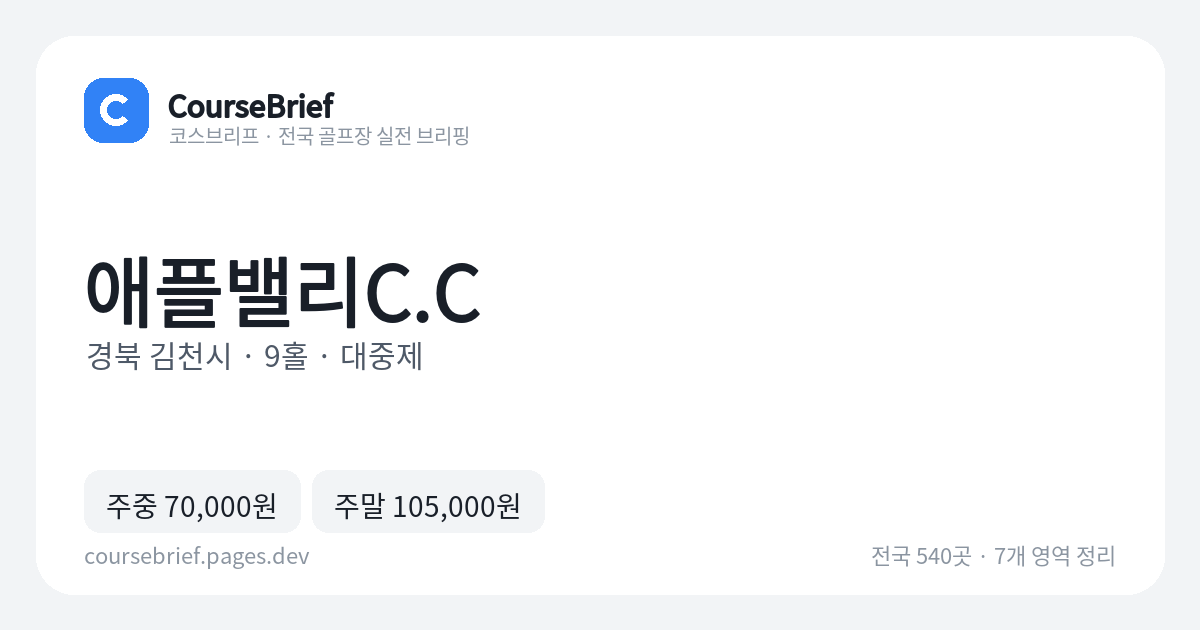 C
CourseBrief
코스브리프 · 전국 골프장 실전 브리핑
애플밸리C.C
경북 김천시 · 9홀 · 대중제
주중 70,000원
주말 105,000원
coursebrief.pages.dev
전국 540곳 · 7개 영역 정리